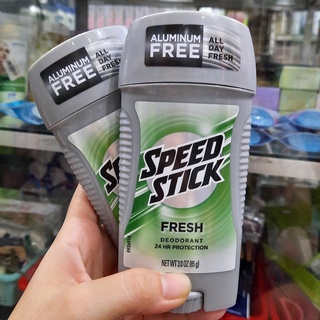 ALUMINUM
FREE
ALL
DAY
FRESH
ALUMINUM
FREE
ALL
DAY
FRESH
SPEED
STICK
FRESH
DEODORANT
24 HR PROTECTION
NET WT 3.0 OZ (85 g)